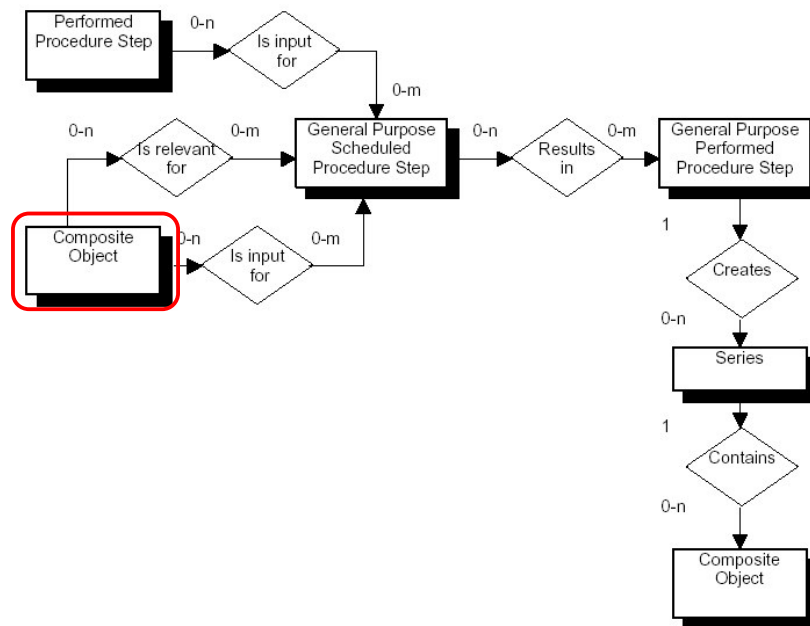 Performed
Procedure Step
0-n
Is input
for
0-m
0-n
Is relevant
for
0-m
General Purpose
Scheduled
Procedure Step
0-n
Results
in
0-m
General Purpose
Performed
Procedure Step
Composite
Object
0-n
Is input
for
0-m
1
Creates
0-n
Series
1
Contains
0-n
Composite
Object